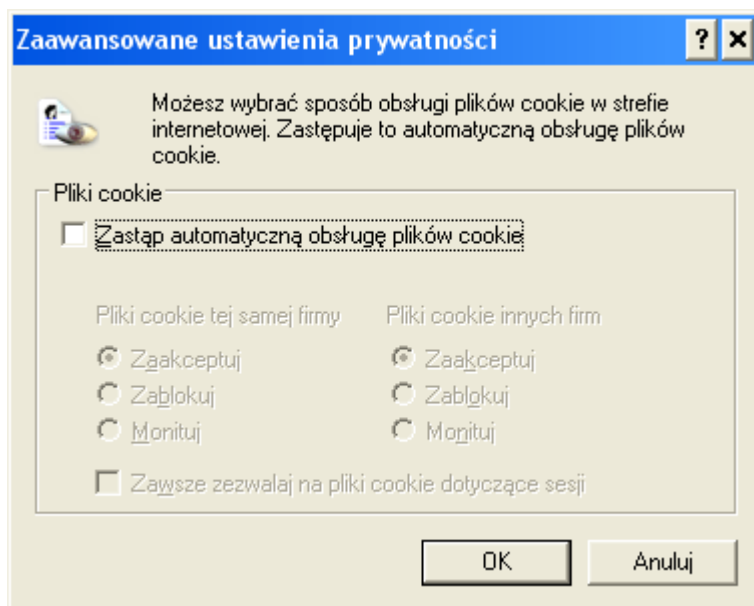 Zaawansowane ustawienia prywatności
Możesz wybrać sposób obsługi plików cookie w strefie
internetowej. Zastępuje to automatyczną obsługę plików
cookie.
Pliki cookie
Zastąp automatyczną obsługę plików cookie
Pliki cookie tej samej firmy Pliki cookie innych firm
Zaakceptuj Zaakceptuj
Zablokuj Zablokuj
Monituj Monituj
Zawsze zezwalaj na pliki cookie dotyczące sesji
OK Anuluj